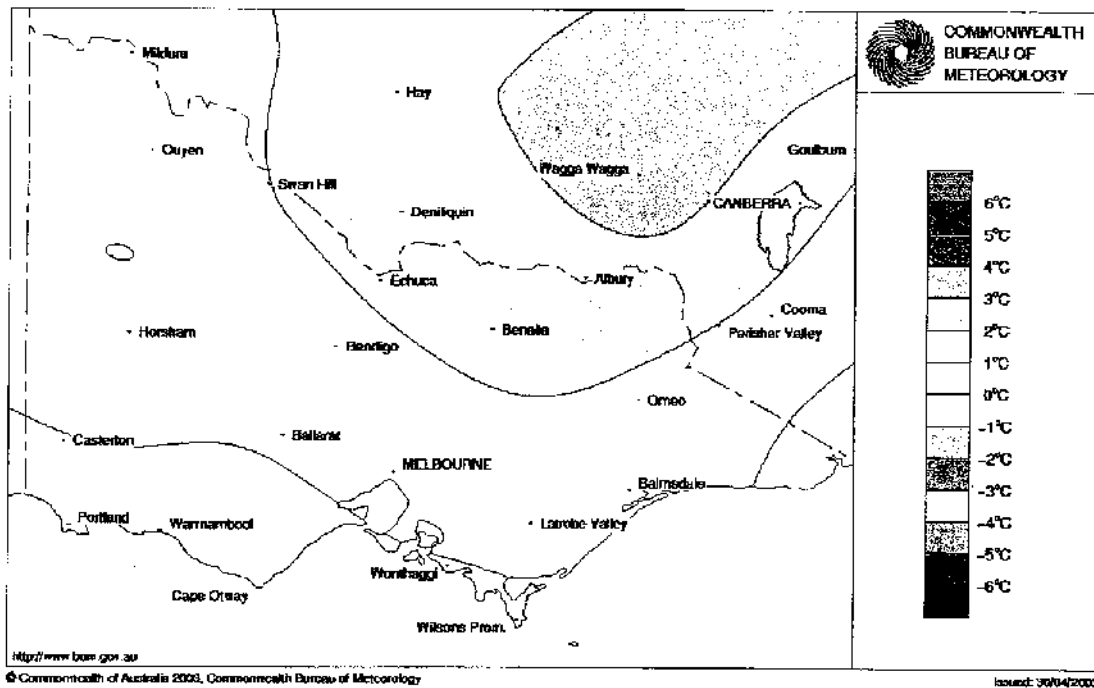 COMMONWEALTH
BUREAU OF
METEOROLOGY
Mildura
Hay
Ouyen
Goulburn
Wagga Wagga
Swan Hill
CANBERRA
Deniliquin
Echuca
Albury
Cooma
Horsham
Benalla
Perisher Valley
Bendigo
Omeo
Casterton
Ballarat
MELBOURNE
Bairnsdale
Portland
Warrnambool
Latrobe Valley
Wonthaggi
Cape Otway
Wilsons Prom.
6°C
5°C
4°C
3°C
2°C
1°C
0°C
-1°C
-2°C
-3°C
-4°C
-5°C
-6°C
http://www.bom.gov.au
© Commonwealth of Australia 2003, Commonwealth Bureau of Meteorology
Issued: